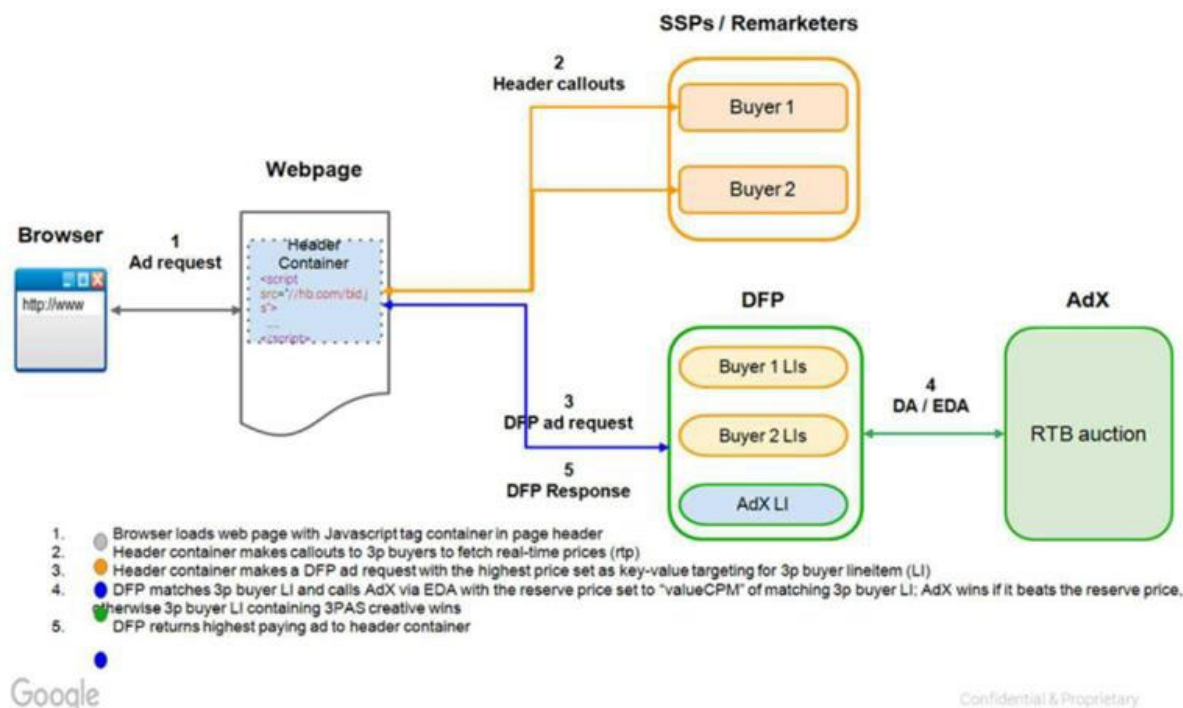 SSPs / Remarketers
2
Header callouts
Buyer 1
Buyer 2
Webpage
Browser
1
Ad request
http://www
Header
Container
<script
src="//hb.com/bid.j
s">
....
</script>
DFP
AdX
Buyer 1 LIs
Buyer 2 LIs
AdX LI
3
DFP ad request
5
DFP Response
4
DA / EDA
RTB auction
1. Browser loads web page with Javascript tag container in page header
2. Header container makes callouts to 3p buyers to fetch real-time prices (rtp)
3. Header container makes a DFP ad request with the highest price set as key-value targeting for 3p buyer lineitem (LI)
4. DFP matches 3p buyer LI and calls AdX via EDA with the reserve price set to "valueCPM" of matching 3p buyer LI; AdX wins if it beats the reserve price,
otherwise 3p buyer LI containing 3PAS creative wins
5. DFP returns highest paying ad to header container
Google
Confidential & Proprietary